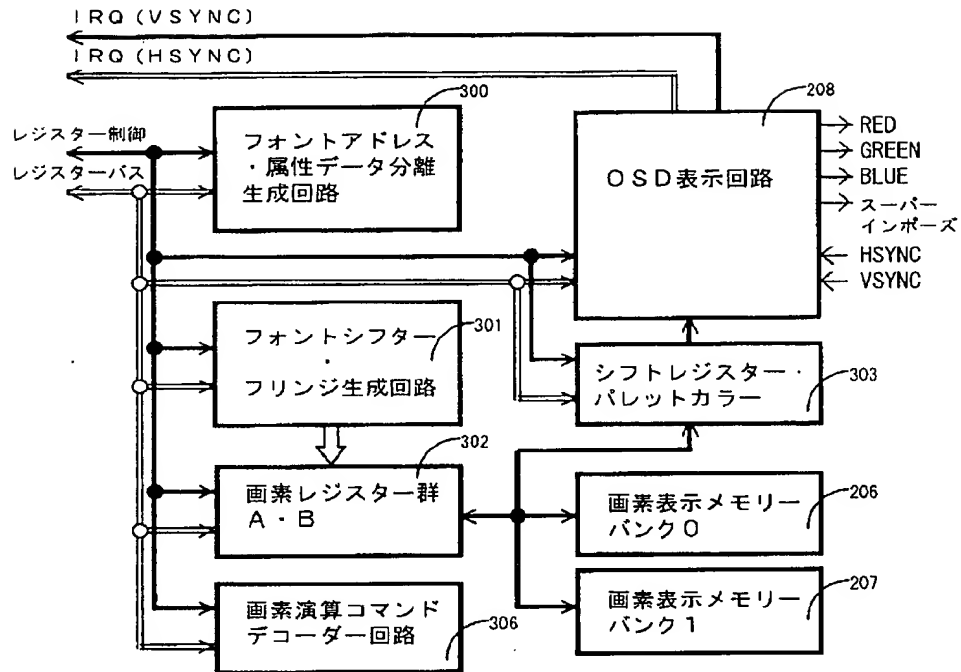 IRQ(VSYNC)
IRQ(HSYNC)
300
208
レジスター制御
レジスターバス
フォントアドレス
・属性データ分離
生成回路
OSD表示回路
RED
GREEN
BLUE
スーパー
インポーズ
HSYNC
VSYNC
フォントシフター
・
フリンジ生成回路
301
シフトレジスター・
パレットカラー
303
302
画素レジスター群
A・B
画素表示メモリー
バンク0
206
画素演算コマンド
デコーダー回路
306
画素表示メモリー
バンク1
207